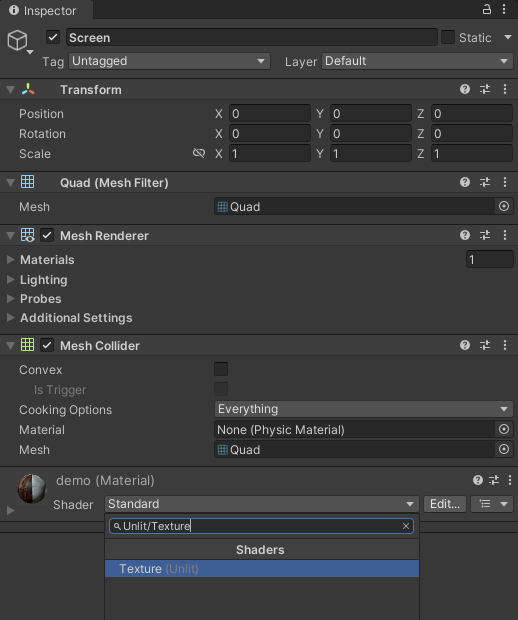 Inspector
Screen Static
Tag Untagged Layer Default
Transform
Position X 0 Y 0 Z 0
Rotation X 0 Y 0 Z 0
Scale X 1 Y 1 Z 1
Quad (Mesh Filter)
Mesh Quad
Mesh Renderer
Materials 1
Lighting
Probes
Additional Settings
Mesh Collider
Convex
Is Trigger
Cooking Options Everything
Material None (Physic Material)
Mesh Quad
demo (Material)
Shader Standard Edit...
Unlit/Texture
Shaders
Texture (Unlit)